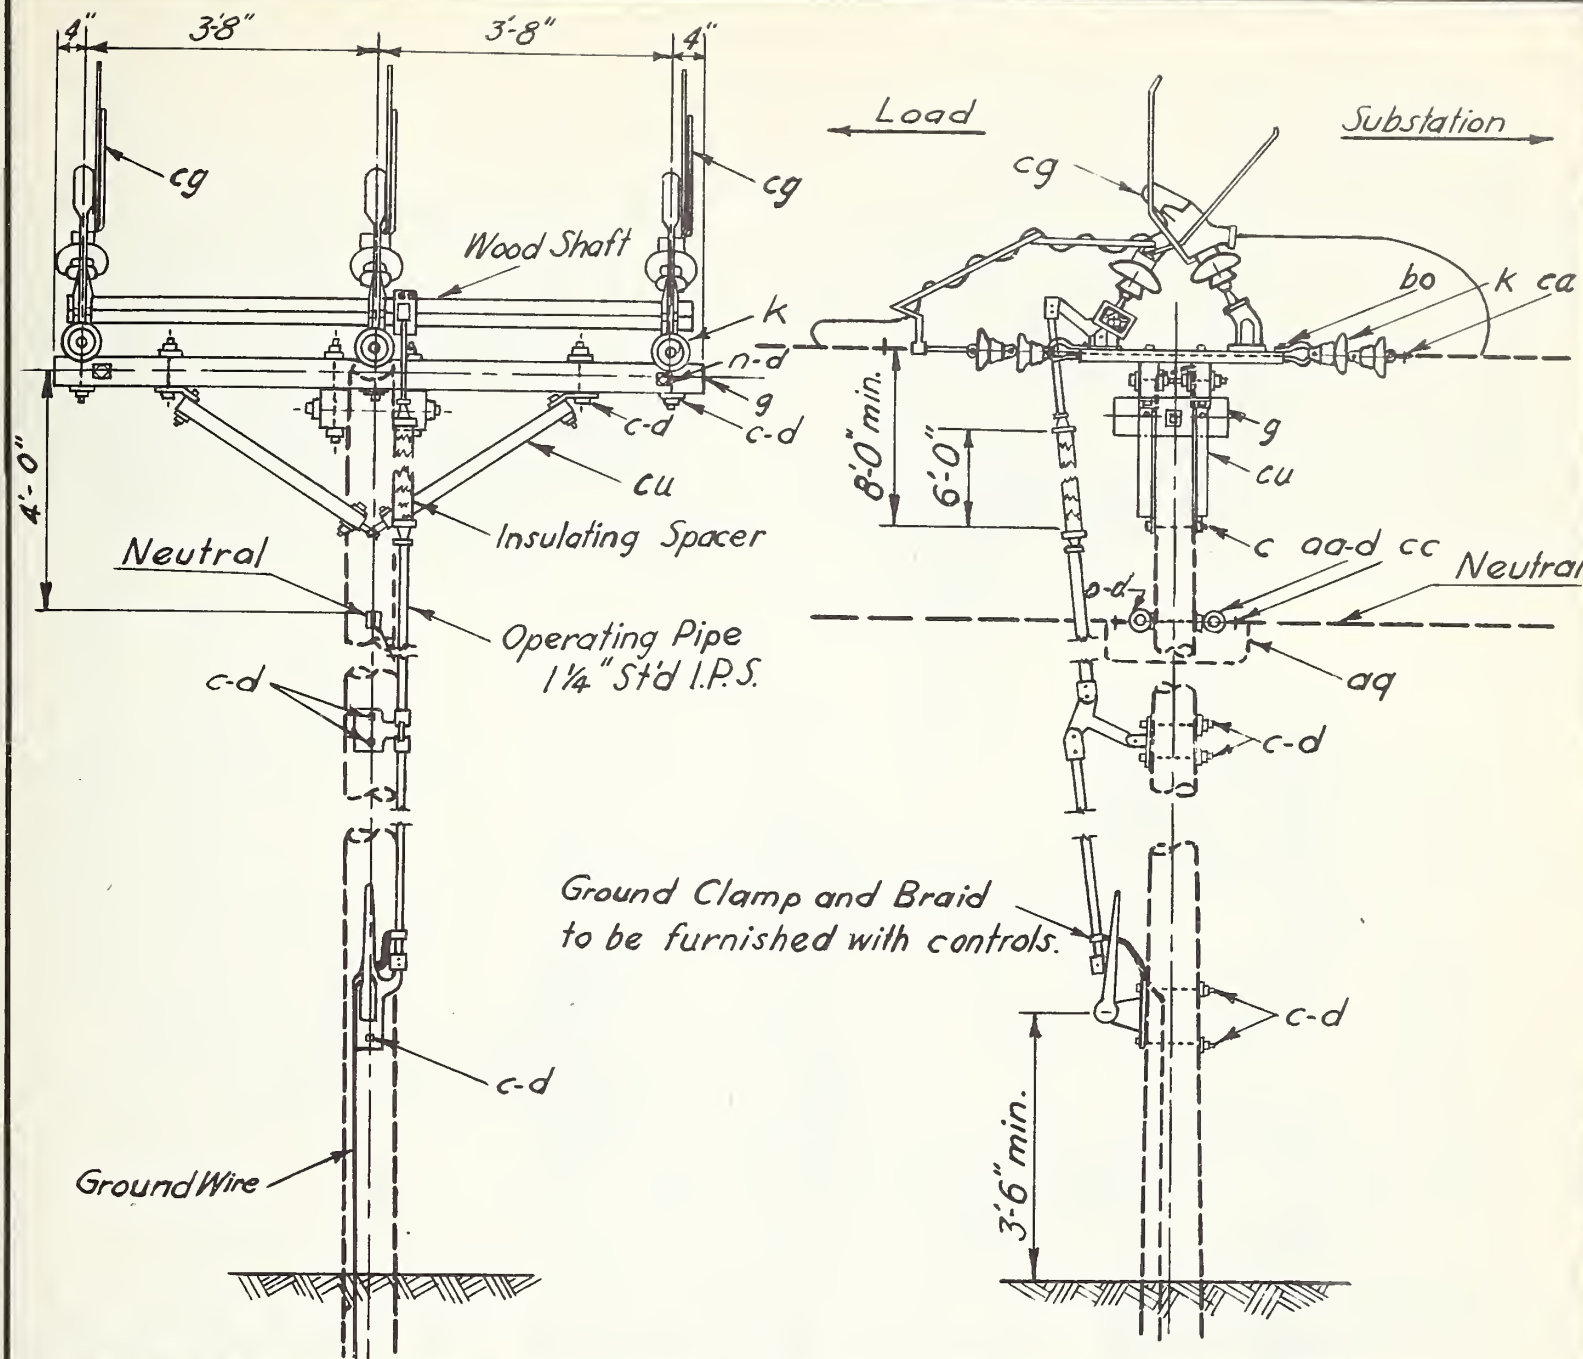 4"
3'-8"
3'-8"
4"
cg
cg
Wood Shaft
k
n-d
g
c-d
c-d
cu
4'-0"
Insulating Spacer
Neutral
Operating Pipe
1¼" St'd I.P.S.
c-d
c-d
Ground Wire
Load
Substation
cg
bo
k
ca
8'-0" min.
6'-0"
g
cu
c
aa-d
cc
Neutral
o-d
aq
c-d
Ground Clamp and Braid
to be furnished with controls.
c-d
3'-6" min.